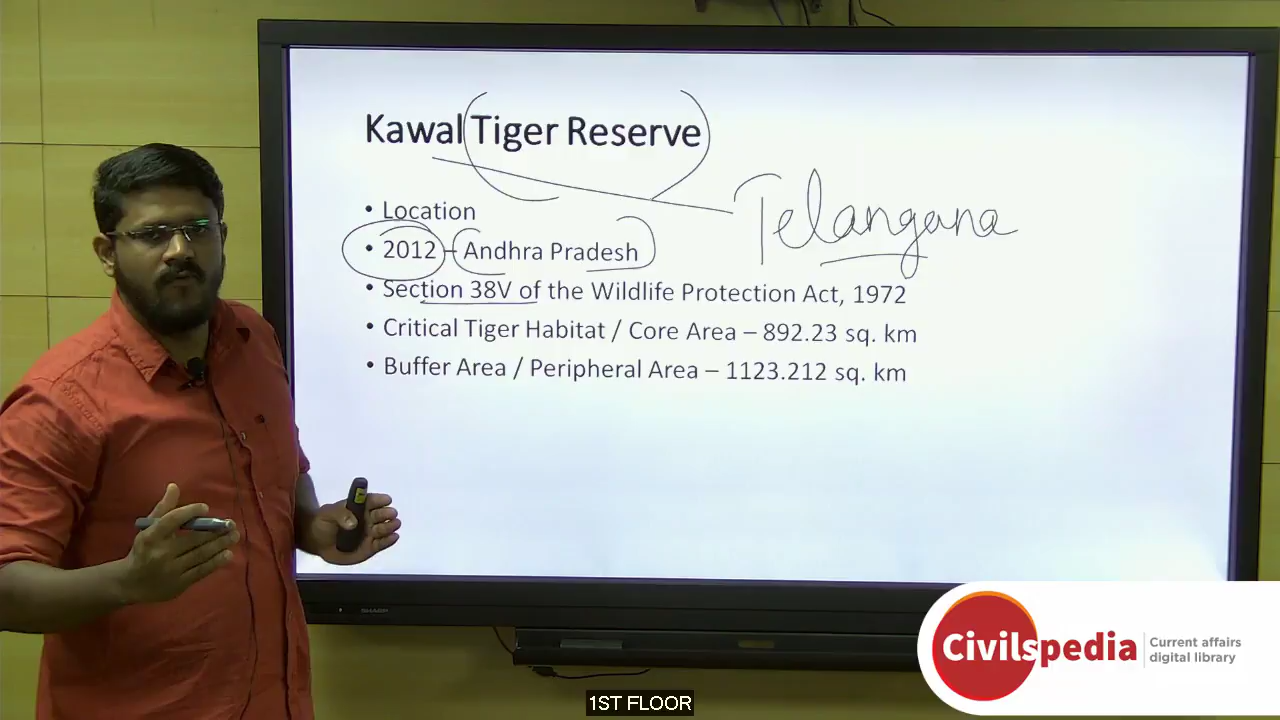 Kawal Tiger Reserve
• Location
Telangana
• 2012 – Andhra Pradesh
• Section 38V of the Wildlife Protection Act, 1972
• Critical Tiger Habitat / Core Area – 892.23 sq. km
• Buffer Area / Peripheral Area – 1123.212 sq. km
SHARP
Civilspedia
Current affairs
digital library
1ST FLOOR